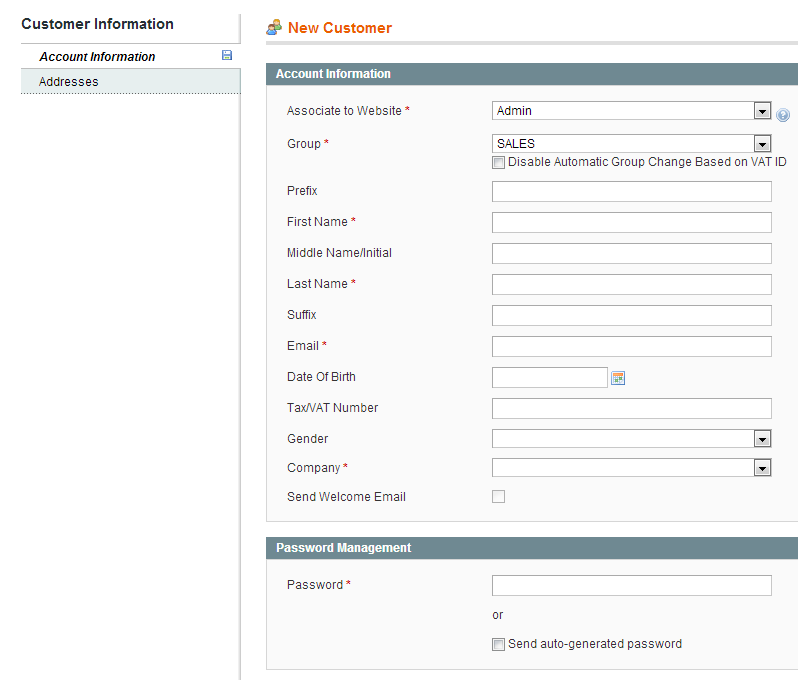 Customer Information
Account Information
Addresses
New Customer
Account Information
Associate to Website * Admin
Group * SALES
Disable Automatic Group Change Based on VAT ID
Prefix
First Name *
Middle Name/Initial
Last Name *
Suffix
Email *
Date Of Birth
Tax/VAT Number
Gender
Company *
Send Welcome Email
Password Management
Password *
or
Send auto-generated password